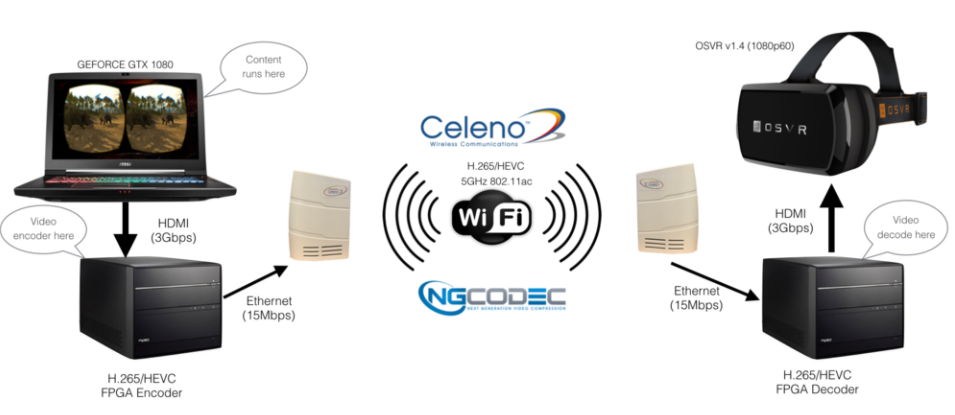 GEFORCE GTX 1080
Content
runs here
Video
encoder here
HDMI
(3Gbps)
Ethernet
(15Mbps)
H.265/HEVC
FPGA Encoder
Celeno™
Wireless Communications
H.265/HEVC
5GHz 802.11ac
Wi Fi
NGCODEC
NEXT GENERATION VIDEO COMPRESSION
OSVR v1.4 (1080p60)
OSVR
OSVR
HDMI
(3Gbps)
Video
decode here
Ethernet
(15Mbps)
H.265/HEVC
FPGA Decoder